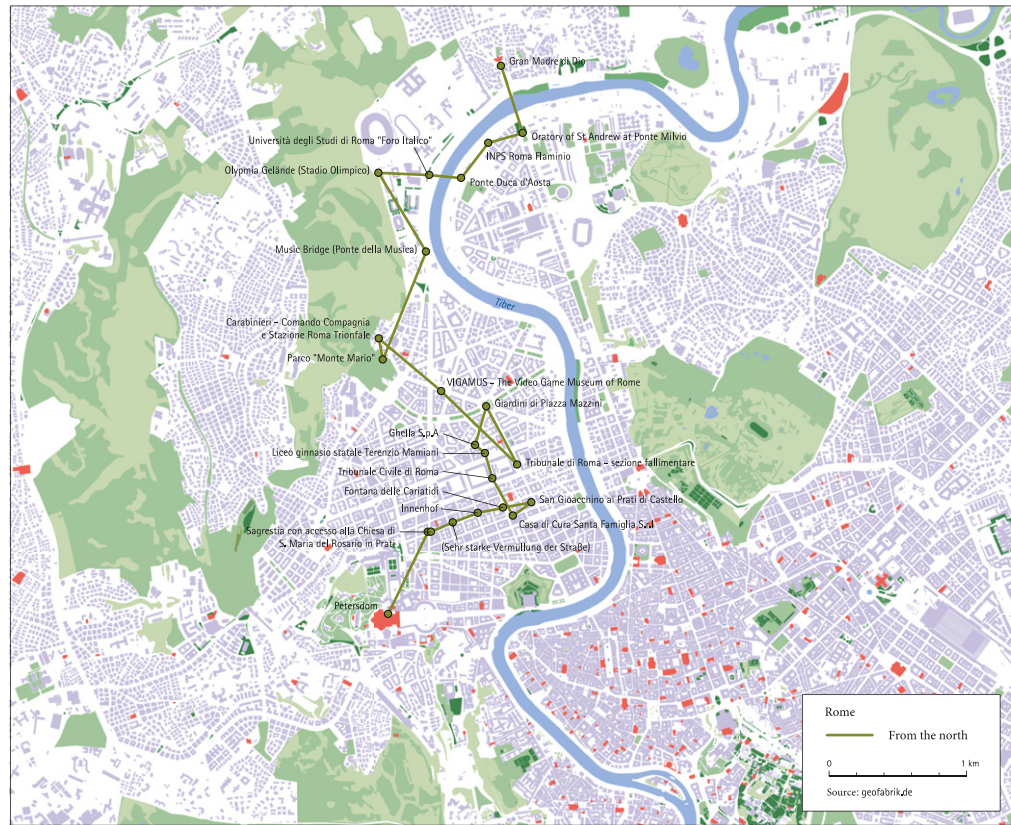 Gran Madre di Dio
Oratory of St Andrew at Ponte Milvio
Università degli Studi di Roma "Foro Italico"
INPS Roma Flaminio
Olypmia Gelände (Stadio Olimpico)
Ponte Duca d'Aosta
Music Bridge (Ponte della Musica)
Tiber
Carabinieri – Comando Compagnia
e Stazione Roma Trionfale
Parco "Monte Mario"
VIGAMUS – The Video Game Museum of Rome
Giardini di Piazza Mazzini
Ghella S.p.A
Liceo ginnasio statale Terenzio Mamiani
Tribunale di Roma – sezione fallimentare
Tribunale Civile di Roma
Fontana delle Cariatidi
San Gioacchino ai Prati di Castello
Innenhof
Casa di Cura Santa Famiglia S.r.l
Sagrestia con accesso alla Chiesa di
S. Maria del Rosario in Prati
(Sehr starke Vermüllung der Straße)
Petersdom
Rome
From the north
0 1 km
Source: geofabrik.de